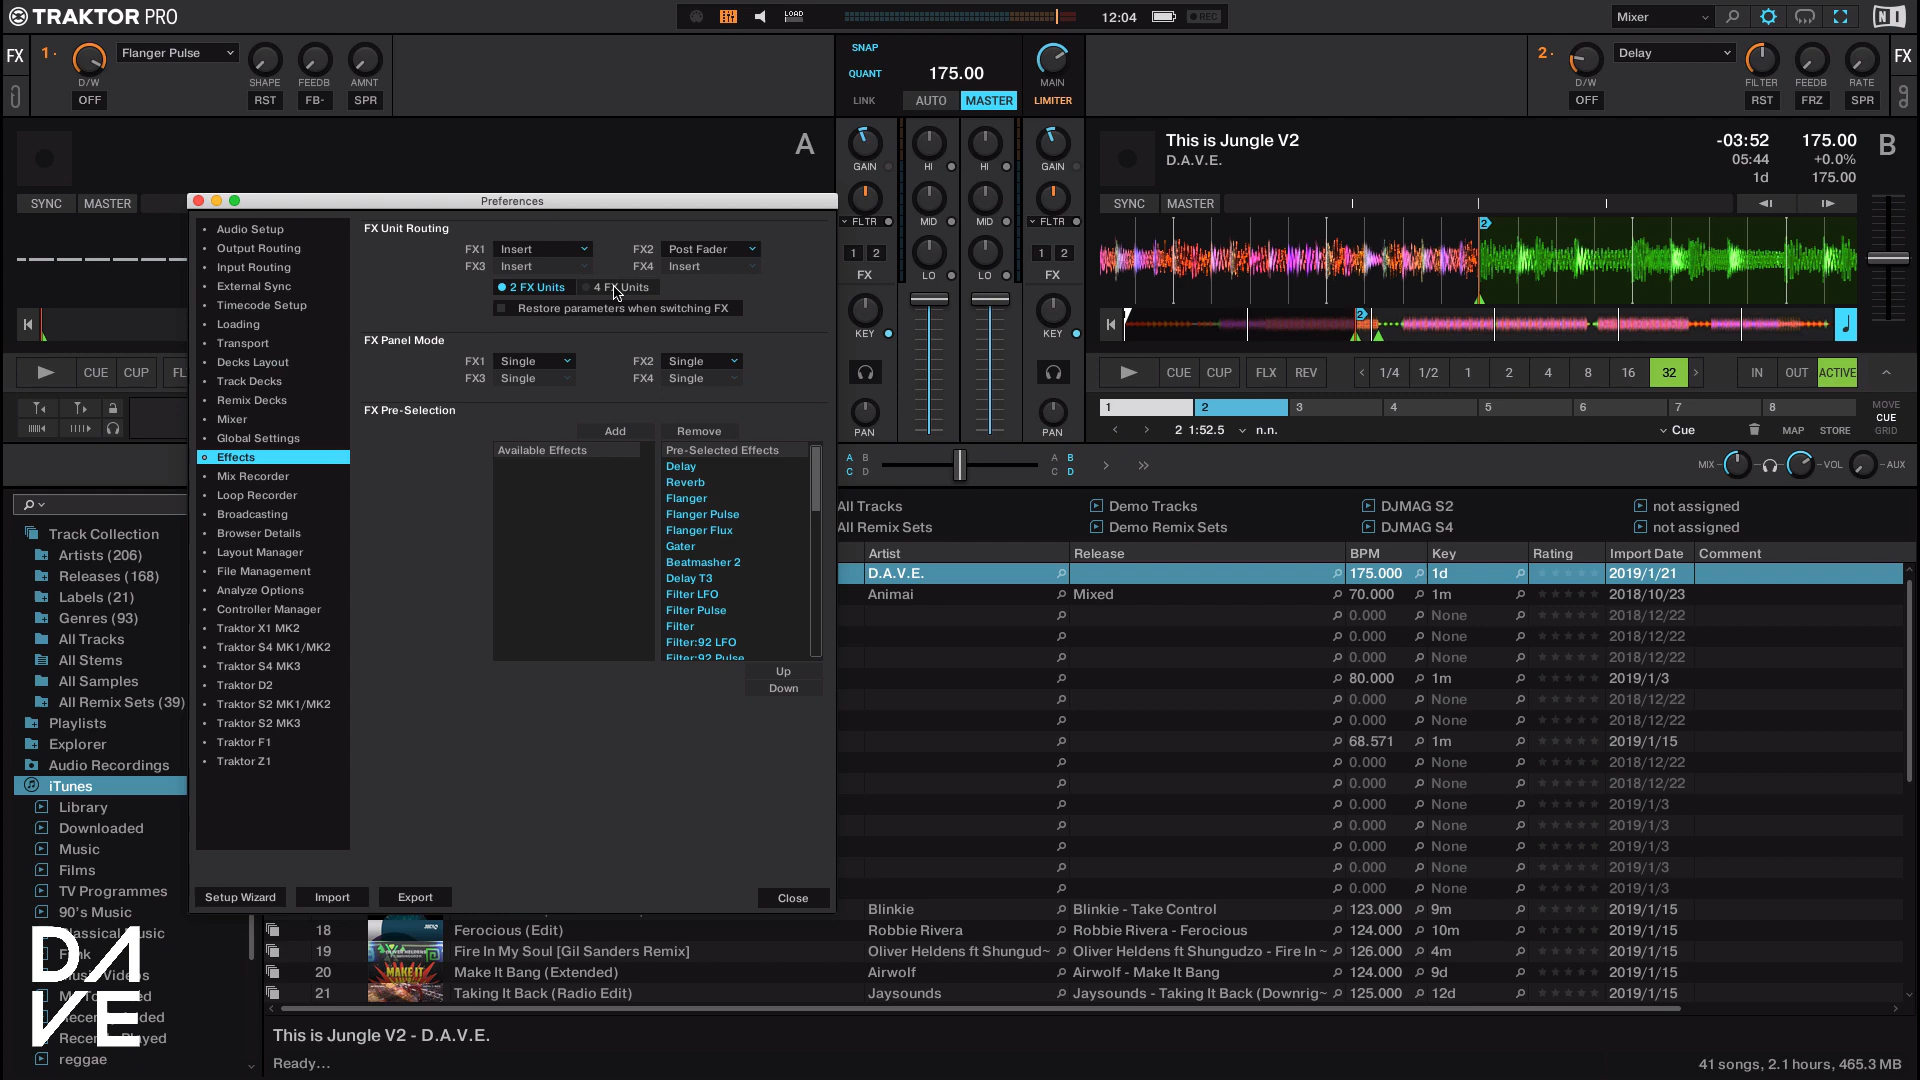 TRAKTOR PRO
LOAD
12:04
REC
Mixer
FX
1
Flanger Pulse
D/W
SHAPE
FEEDB
AMNT
OFF
RST
FB-
SPR
SNAP
QUANT
LINK
175.00
AUTO
MASTER
MAIN
LIMITER
2
Delay
D/W
FILTER
FEEDB
RATE
OFF
RST
FRZ
SPR
FX
A
SYNC
MASTER
CUE
CUP
FL
GAIN
HI
HI
GAIN
FLTR
MID
MID
FLTR
1 2
LO
LO
1 2
FX
FX
KEY
KEY
PAN
PAN
This is Jungle V2
D.A.V.E.
-03:52
05:44
1d
175.00
+0.0%
175.00
B
SYNC
MASTER
2
2
CUE
CUP
FLX
REV
1/4
1/2
1
2
4
8
16
32
IN
OUT
ACTIVE
1
2
3
4
5
6
7
8
MOVE
CUE
GRID
2 1:52.5
n.n.
Cue
MAP
STORE
A B
C D
A B
C D
MIX
VOL
AUX
Preferences
Audio Setup
Output Routing
Input Routing
External Sync
Timecode Setup
Loading
Transport
Decks Layout
Track Decks
Remix Decks
Mixer
Global Settings
Effects
Mix Recorder
Loop Recorder
Broadcasting
Browser Details
Layout Manager
File Management
Analyze Options
Controller Manager
Traktor X1 MK2
Traktor S4 MK1/MK2
Traktor S4 MK3
Traktor D2
Traktor S2 MK1/MK2
Traktor S2 MK3
Traktor F1
Traktor Z1
FX Unit Routing
FX1 Insert FX2 Post Fader
FX3 Insert FX4 Insert
2 FX Units 4 FX Units
Restore parameters when switching FX
FX Panel Mode
FX1 Single FX2 Single
FX3 Single FX4 Single
FX Pre-Selection
Add Remove
Available Effects
Pre-Selected Effects
Delay
Reverb
Flanger
Flanger Pulse
Flanger Flux
Gater
Beatmasher 2
Delay T3
Filter LFO
Filter Pulse
Filter
Filter:92 LFO
Filter:92 Pulse
Up
Down
Setup Wizard Import Export Close
Track Collection
Artists (206)
Releases (168)
Labels (21)
Genres (93)
All Tracks
All Stems
All Samples
All Remix Sets (39)
Playlists
Explorer
Audio Recordings
iTunes
Library
Downloaded
Music
Films
TV Programmes
90's Music
reggae
DAVE
All Tracks Demo Tracks DJMAG S2 not assigned
All Remix Sets Demo Remix Sets DJMAG S4 not assigned
Artist Release BPM Key Rating Import Date Comment
D.A.V.E. 175.000 1d 2019/1/21
Animai Mixed 70.000 1m 2018/10/23
0.000 None 2018/12/22
0.000 None 2018/12/22
0.000 None 2018/12/22
80.000 1m 2019/1/3
0.000 None 2018/12/22
0.000 None 2018/12/22
68.571 1m 2019/1/15
0.000 None 2018/12/22
0.000 None 2018/12/22
0.000 None 2019/1/3
0.000 None 2019/1/3
0.000 None 2019/1/3
0.000 None 2019/1/3
0.000 None 2019/1/3
Blinkie Blinkie - Take Control 123.000 9m 2019/1/15
18 Ferocious (Edit) Robbie Rivera Robbie Rivera - Ferocious 124.000 10m 2019/1/15
19 Fire In My Soul [Gil Sanders Remix] Oliver Heldens ft Shungud~ Oliver Heldens ft Shungudzo - Fire In ~ 126.000 4m 2019/1/15
20 Make It Bang (Extended) Airwolf Airwolf - Make It Bang 124.000 9d 2019/1/15
21 Taking It Back (Radio Edit) Jaysounds Jaysounds - Taking It Back (Downrig~ 125.000 12d 2019/1/15
This is Jungle V2 - D.A.V.E.
Ready...
41 songs, 2.1 hours, 465.3 MB